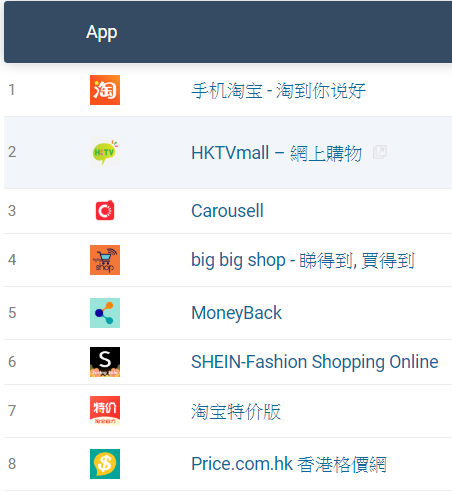 App
1
淘
手机淘宝 - 淘到你说好
2
HKTV
HKTVmall – 網上購物
3
Carousell
4
shop
big big shop - 睇得到, 買得到
5
MoneyBack
6
S
SHEIN-Fashion Shopping Online
7
特价
淘宝特价版
8
Price.com.hk 香港格價網